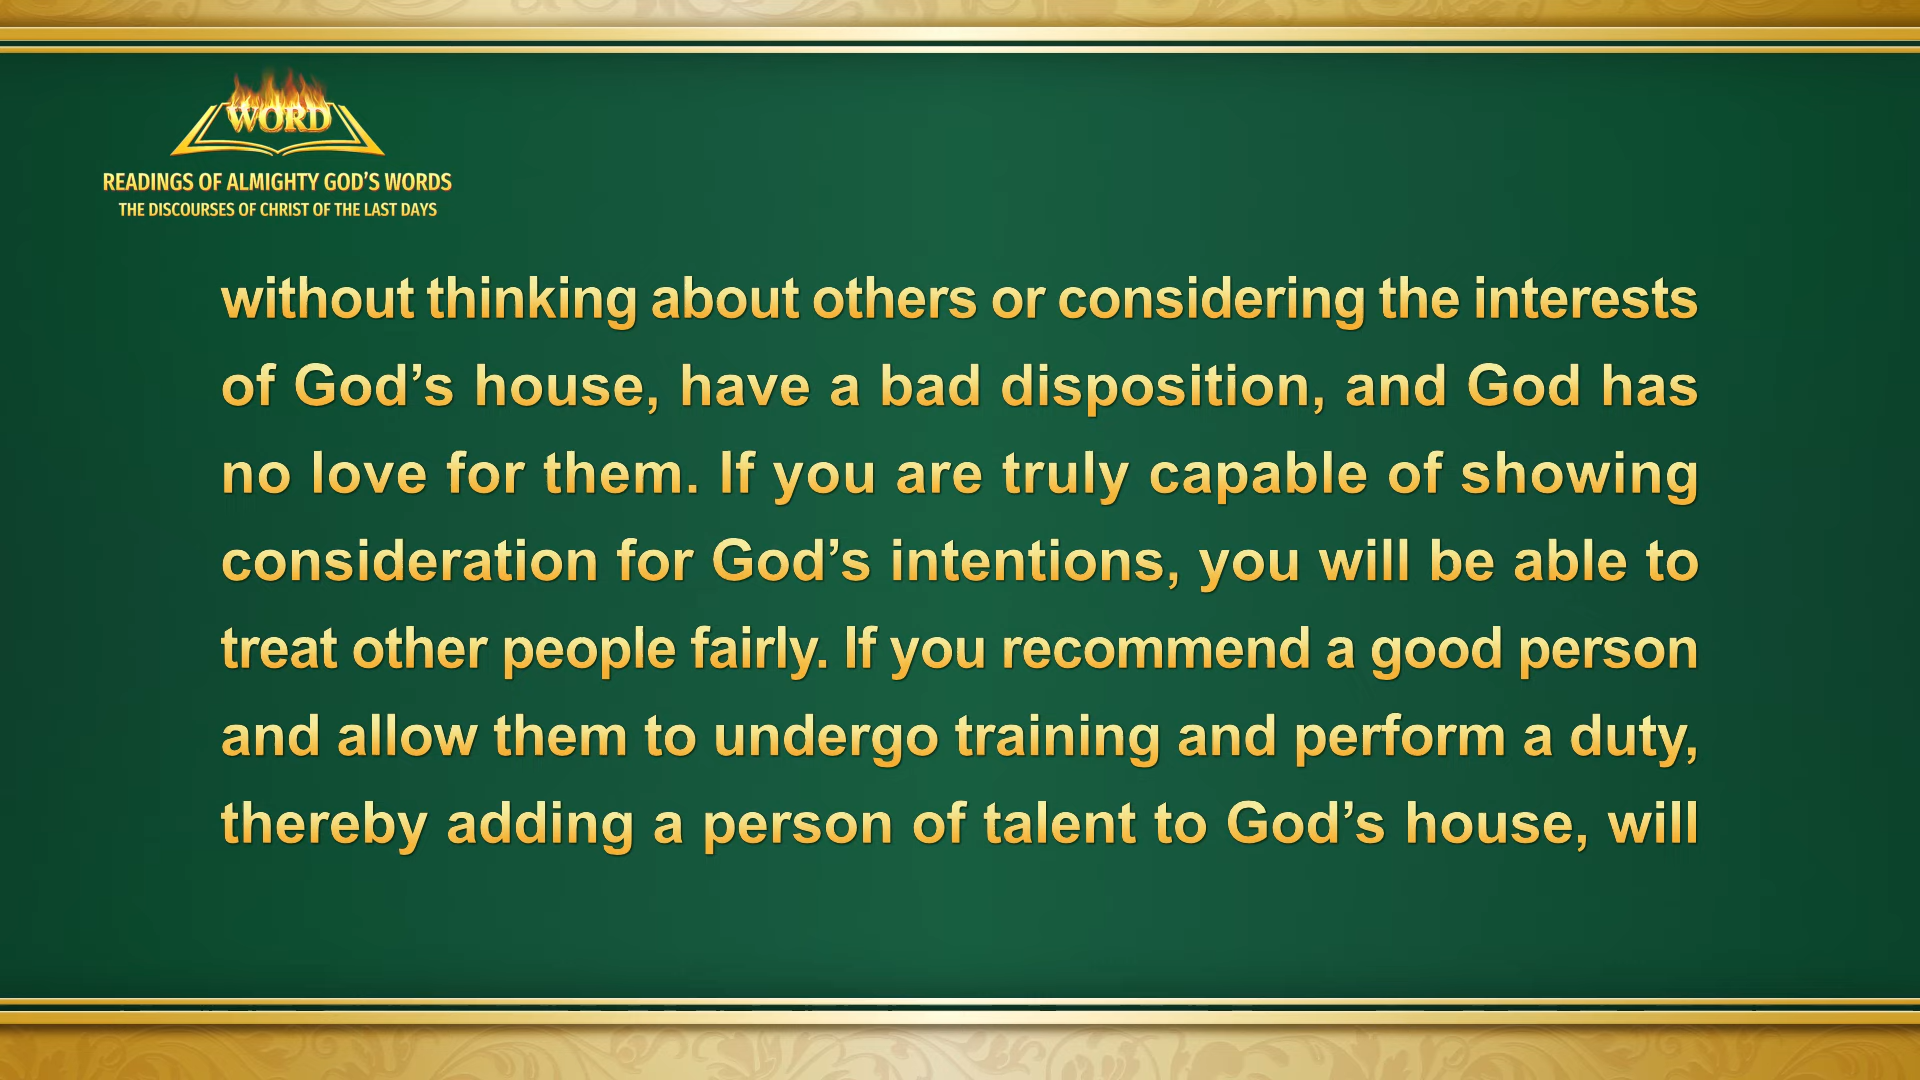 WORD
READINGS OF ALMIGHTY GOD’S WORDS
THE DISCOURSES OF CHRIST OF THE LAST DAYS
without thinking about others or considering the interests
of God’s house, have a bad disposition, and God has
no love for them. If you are truly capable of showing
consideration for God’s intentions, you will be able to
treat other people fairly. If you recommend a good person
and allow them to undergo training and perform a duty,
thereby adding a person of talent to God’s house, will